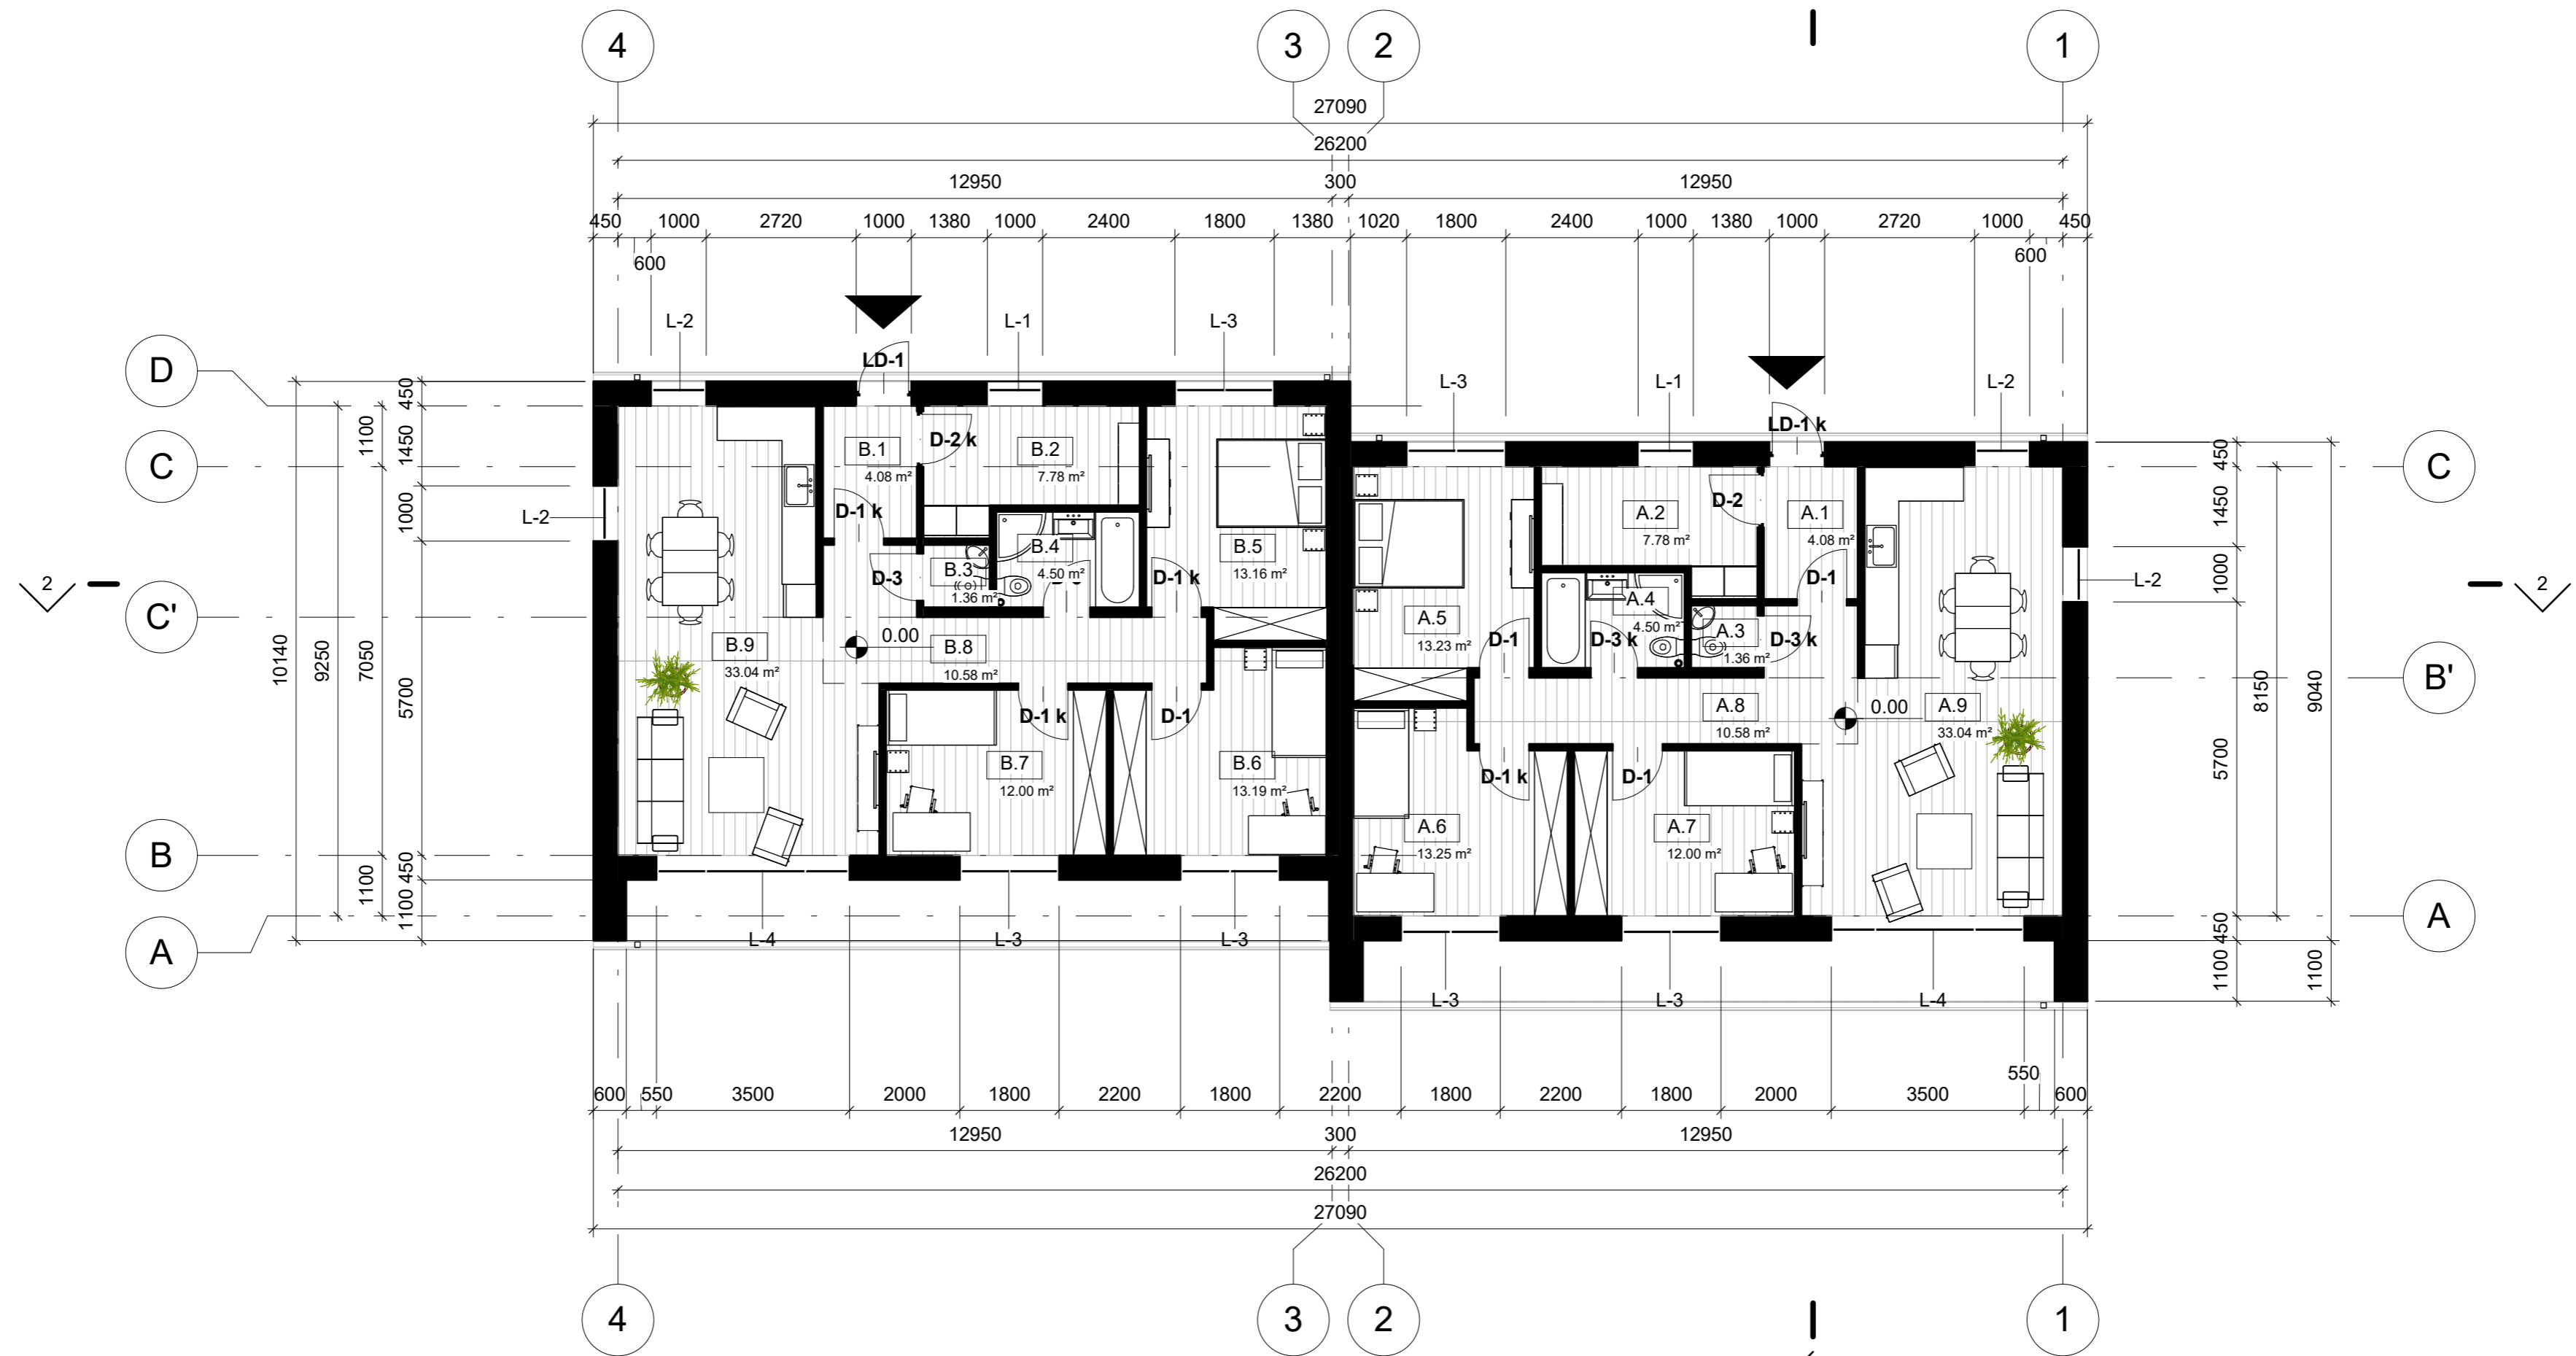 4 3 2 1
27090
26200
12950 300 12950
450 1000 2720 1000 1380 1000 2400 1800 1380 1020 1800 2400 1000 1380 1000 2720 1000 450
600 600
L-2 L-1 L-3
LD-1
L-3 L-1 L-2
LD-1 k
D
C
C'
B
A
10140
9250
1100
7050
1100
450
1450
1000
5700
450
1100
L-2
2
B.1
4.08 m²
D-2 k
B.2
7.78 m²
D-1 k
D-3
B.3
1.36 m²
B.4
4.50 m²
D-1 k
B.5
13.16 m²
B.9
33.04 m²
0.00
B.8
10.58 m²
D-1 k
D-1
B.7
12.00 m²
B.6
13.19 m²
L-4 L-3 L-3
A.5
13.23 m²
A.2
7.78 m²
D-2
A.1
4.08 m²
D-1
A.4
4.50 m²
A.3
1.36 m²
D-1
D-3 k
D-3 k
A.8
10.58 m²
0.00
A.9
33.04 m²
D-1 k
D-1
A.6
13.25 m²
A.7
12.00 m²
L-3 L-3 L-4
L-2
450
1450
1000
5700
450
1100
8150
9040
1100
C
B'
A
2
600 550 3500 2000 1800 2200 1800 2200 1800 2200 1800 2000 3500 550 600
12950 300 12950
26200
27090
4 3 2 1